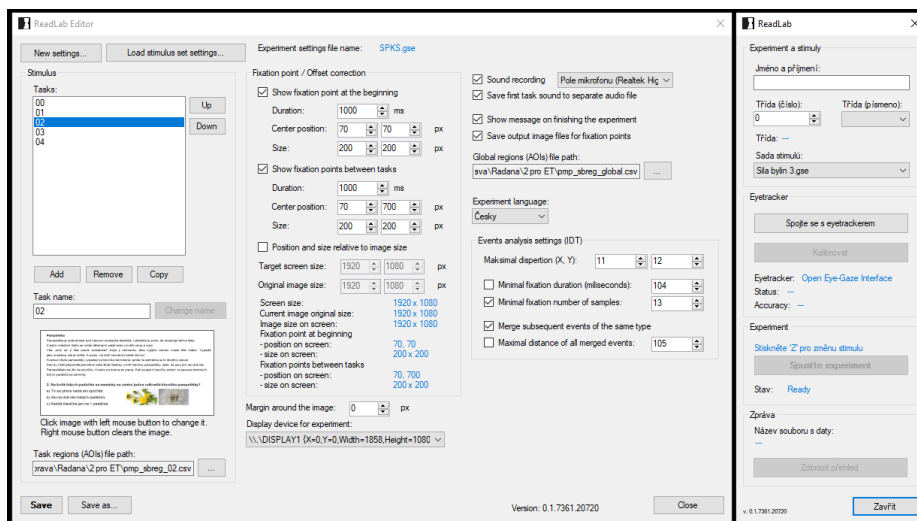 ReadLab Editor
New settings...
Load stimulus set settings...
Experiment settings file name: SPKS.gse
Stimulus
Tasks:
00
01
02
03
04
Up
Down
Add
Remove
Copy
Task name:
02
Change name
Click image with left mouse button to change it.
Right mouse button clears the image.
Task regions (AOIs) file path:
orava\Radana\2 pro ET\pmp_sbreg_02.csv
...
Save
Save as...
Fixation point / Offset correction
Show fixation point at the beginning
Duration: 1000 ms
Center position: 70 70 px
Size: 200 200 px
Show fixation points between tasks
Duration: 1000 ms
Center position: 70 700 px
Size: 200 200 px
Position and size relative to image size
Target screen size: 1920 1080 px
Original image size: 1920 1080 px
Screen size: 1920 x 1080
Current image original size: 1920 x 1080
Image size on screen: 1920 x 1080
Fixation point at beginning
- position on screen: 70, 70
- size on screen: 200 x 200
Fixation points between tasks
- position on screen: 70, 700
- size on screen: 200 x 200
Margin around the image: 0 px
Display device for experiment:
\\.\DISPLAY1 {X=0,Y=0,Width=1858,Height=1080
Sound recording
Pole mikrofonu (Realtek Hig
Save first task sound to separate audio file
Show message on finishing the experiment
Save output image files for fixation points
Global regions (AOIs) file path:
ava\Radana\2 pro ET\pmp_sbreg_global.csv
...
Experiment language:
Česky
Events analysis settings (IDT)
Maksimal dispertion (X, Y): 11 12
Minimal fixation duration (miliseconds): 104
Minimal fixation number of samples: 13
Merge subsequent events of the same type
Maximal distance of all merged events: 105
Version: 0.1.7361.20720
Close
ReadLab
Experiment a stimuly
Jméno a příjmení:
Třída (číslo): Třída (písmeno):
0
Třída: ---
Sada stimulů:
Sila bylin 3.gse
Eyetracker
Spojte se s eyetrackerem
Kalibrovat
Eyetracker: Open Eye-Gaze Interface
Status: ---
Accuracy: ---
Experiment
Stiskněte 'Z' pro změnu stimulu
Spusťte experiment
Stav: Ready
Zpráva
Název souboru s daty:
---
Zobrazit přehled
v. 0.1.7361.20720
Zavřít